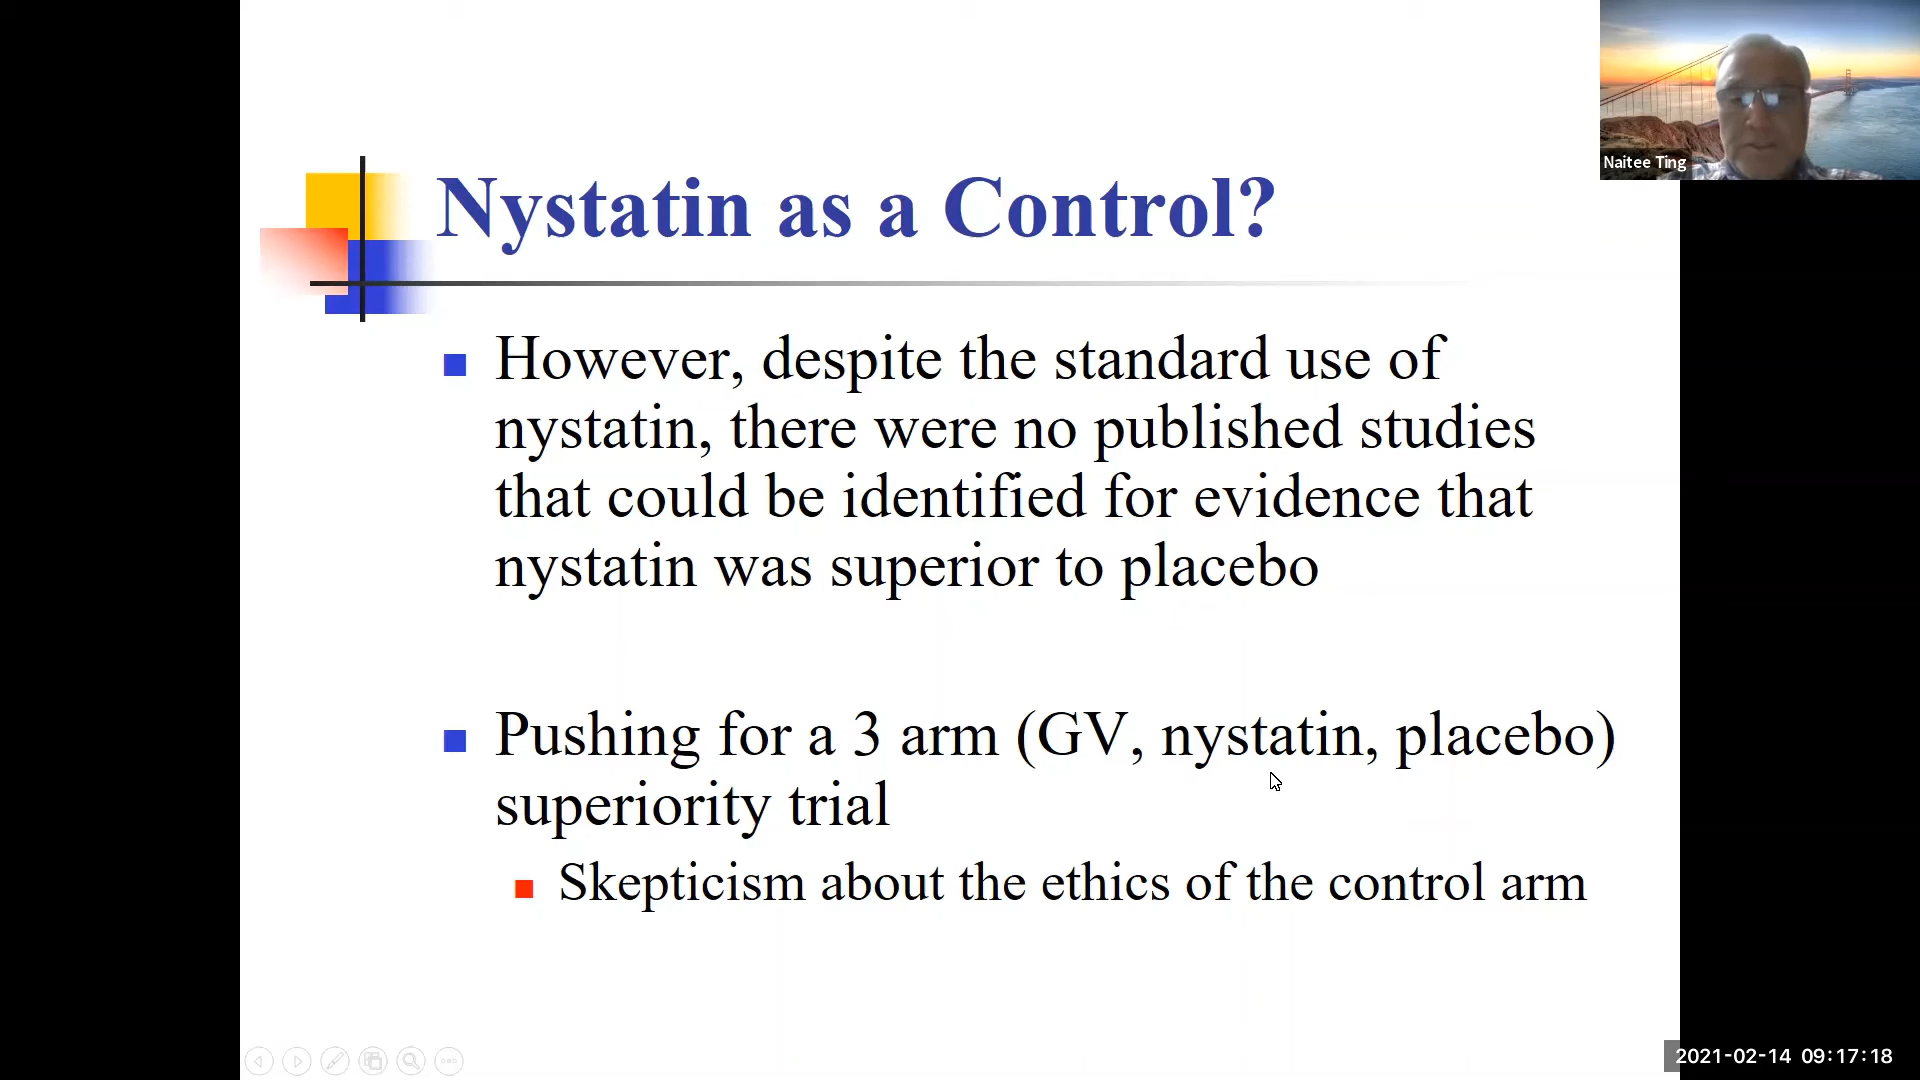 Naitee Ting
Nystatin as a Control?
However, despite the standard use of
nystatin, there were no published studies
that could be identified for evidence that
nystatin was superior to placebo
Pushing for a 3 arm (GV, nystatin, placebo)
superiority trial
Skepticism about the ethics of the control arm
2021-02-14 09:17:18